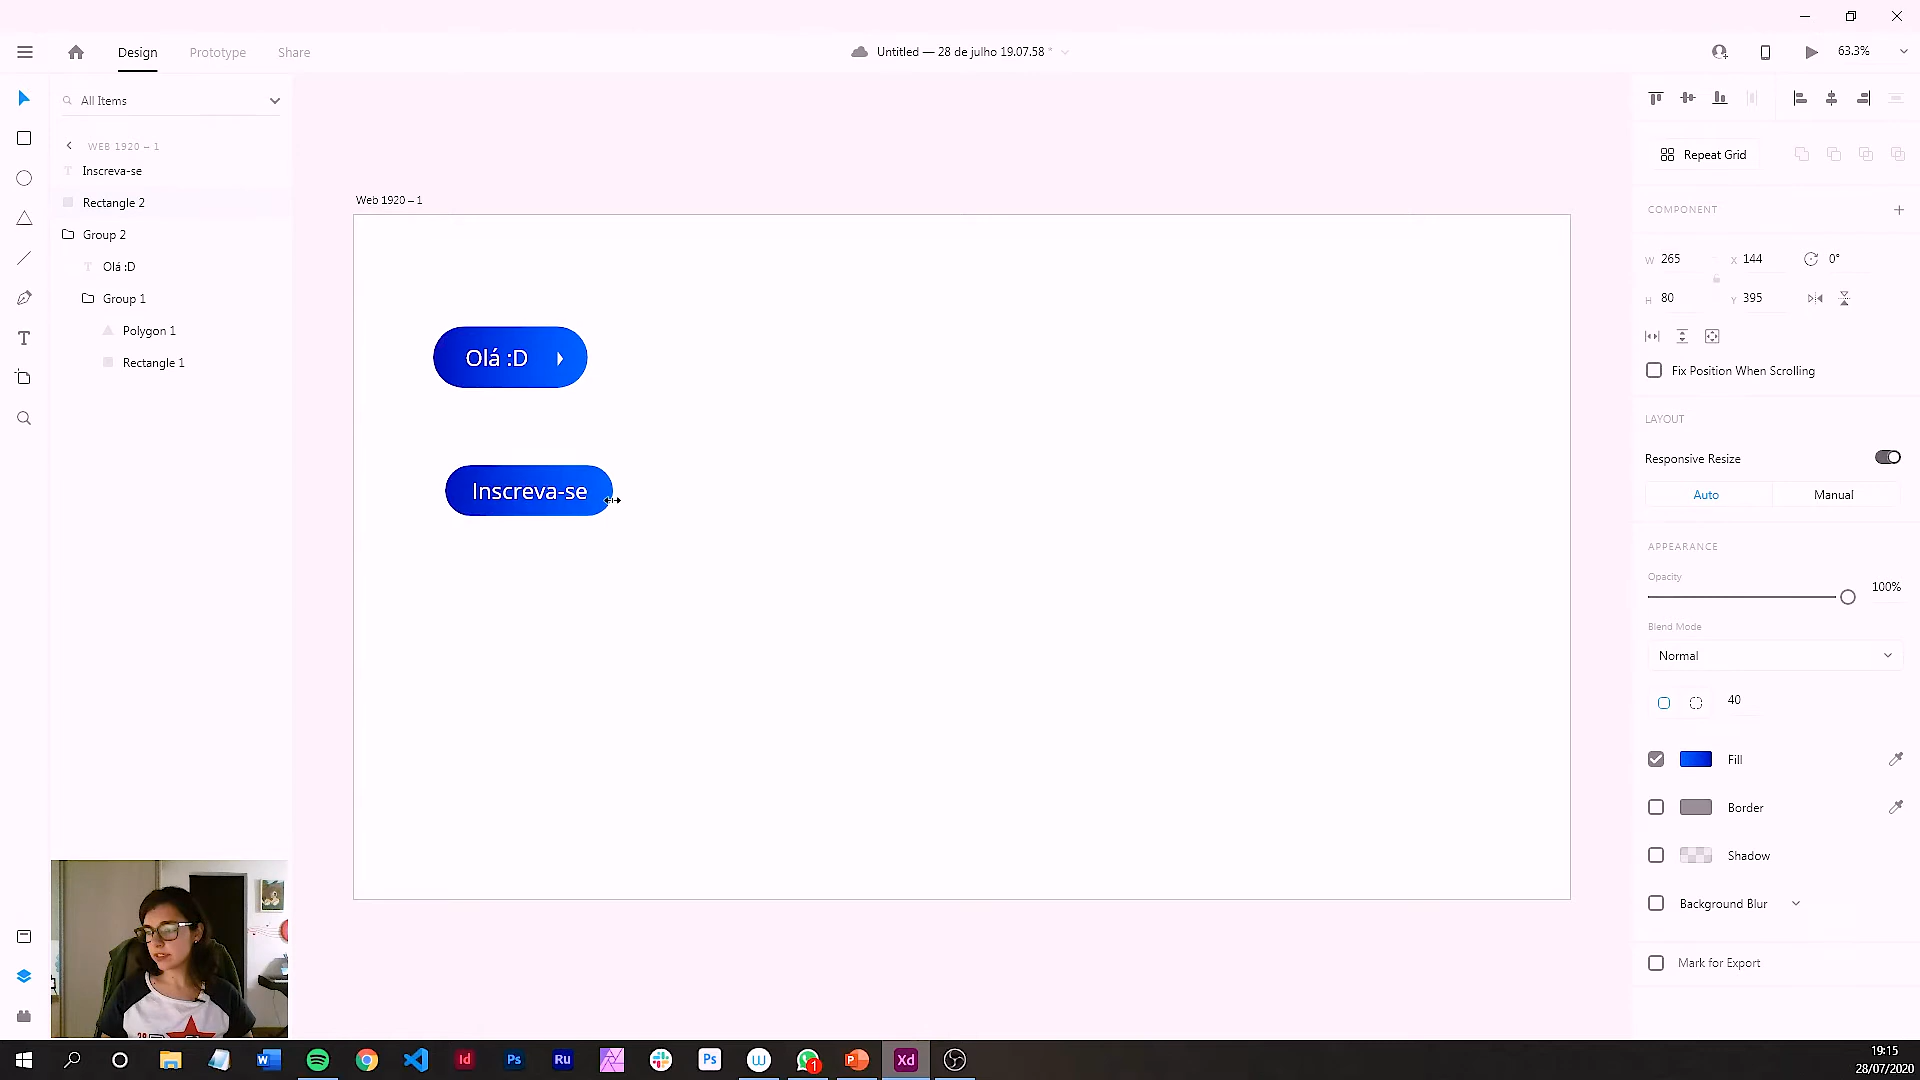 Design
Prototype
Share
Untitled — 28 de julho 19.07.58 *
63.3%
All Items
WEB 1920 – 1
T Inscreva-se
Rectangle 2
Group 2
T Olá :D
Group 1
Polygon 1
Rectangle 1
Web 1920 – 1
Olá :D
Inscreva-se
Repeat Grid
COMPONENT
W 265
X 144
0°
H 80
Y 395
Fix Position When Scrolling
LAYOUT
Responsive Resize
Auto
Manual
APPEARANCE
Opacity
100%
Blend Mode
Normal
40
Fill
Border
Shadow
Background Blur
Mark for Export
W
Id
Ps
Ru
Ps
W
1
P
Xd
19:15
28/07/2020